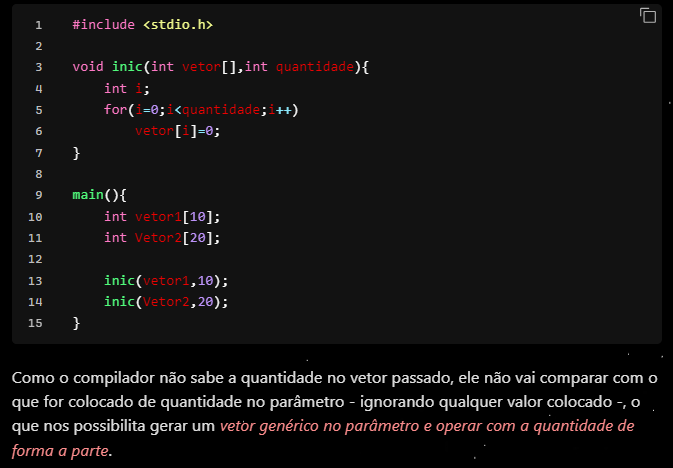 1 #include <stdio.h>
2
3 void inic(int vetor[],int quantidade){
4     int i;
5     for(i=0;i<quantidade;i++)
6         vetor[i]=0;
7 }
8
9 main(){
10     int vetor1[10];
11     int Vetor2[20];
12
13     inic(vetor1,10);
14     inic(Vetor2,20);
15 }
Como o compilador não sabe a quantidade no vetor passado, ele não vai comparar com o
que for colocado de quantidade no parâmetro - ignorando qualquer valor colocado -, o
que nos possibilita gerar um vetor genérico no parâmetro e operar com a quantidade de
forma a parte.